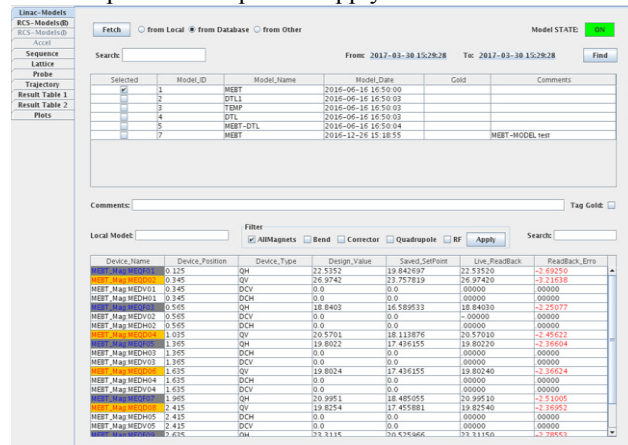 Linac-Models
RCS-Models(B)
RCS-Models(I)
Accel
Sequence
Lattice
Probe
Trajectory
Result Table 1
Result Table 2
Plots
Fetch from Local from Database from Other Model STATE: ON
Search: From: 2017-03-30 15:29:28 To: 2017-03-30 15:29:28 Find
Selected Model_ID Model_Name Model_Date Gold Comments
1 MEBT 2016-06-16 16:50:00
2 DTL1 2016-06-16 16:50:03
3 TEMP 2016-06-16 16:50:03
4 DTL 2016-06-16 16:50:03
5 MEBT-DTL 2016-06-16 16:50:04
7 MEBT 2016-12-26 15:18:55 MEBT-MODEL test
Comments: Tag Gold:
Filter
Local Model: AllMagnets Bend Corrector Quadrupole RF Apply Search:
Device_Name Device_Position Device_Type Design_Value Saved_SetPoint Live_ReadBack ReadBack_Erro
MEBT_Mag:MEQF01 0.125 QH 22.5352 19.842697 22.53520 -2.69250
MEBT_Mag:MEQD02 0.345 QV 26.9742 23.757819 26.97420 -3.21638
MEBT_Mag:MEDV01 0.345 DCV 0.0 0.0 .00000 .00000
MEBT_Mag:MEDH01 0.345 DCH 0.0 0.0 .00000 .00000
MEBT_Mag:MEQF03 0.565 QH 18.8403 16.589533 18.84030 -2.25077
MEBT_Mag:MEDV02 0.565 DCV 0.0 0.0 -.00000 .00000
MEBT_Mag:MEDH02 0.565 DCH 0.0 0.0 .00000 .00000
MEBT_Mag:MEQD04 1.035 QV 20.5701 18.113876 20.57010 -2.45622
MEBT_Mag:MEQF05 1.365 QH 19.8022 17.436155 19.80220 -2.36604
MEBT_Mag:MEDH03 1.365 DCH 0.0 0.0 .00000 .00000
MEBT_Mag:MEDV03 1.365 DCV 0.0 0.0 .00000 .00000
MEBT_Mag:MEQD06 1.635 QV 19.8024 17.436155 19.80240 -2.36624
MEBT_Mag:MEDH04 1.635 DCH 0.0 0.0 .00000 .00000
MEBT_Mag:MEDV04 1.635 DCV 0.0 0.0 .00000 .00000
MEBT_Mag:MEQF07 1.965 QH 20.9951 18.485055 20.99510 -2.51005
MEBT_Mag:MEQD08 2.415 QV 19.8254 17.455881 19.82540 -2.36952
MEBT_Mag:MEDH05 2.415 DCH 0.0 0.0 .00000 .00000
MEBT_Mag:MEDV05 2.415 DCV 0.0 0.0 .00000 .00000
MEBT_Mag:MEQF09 2.635 QH 23.3115 20.525966 23.31150 -2.78553